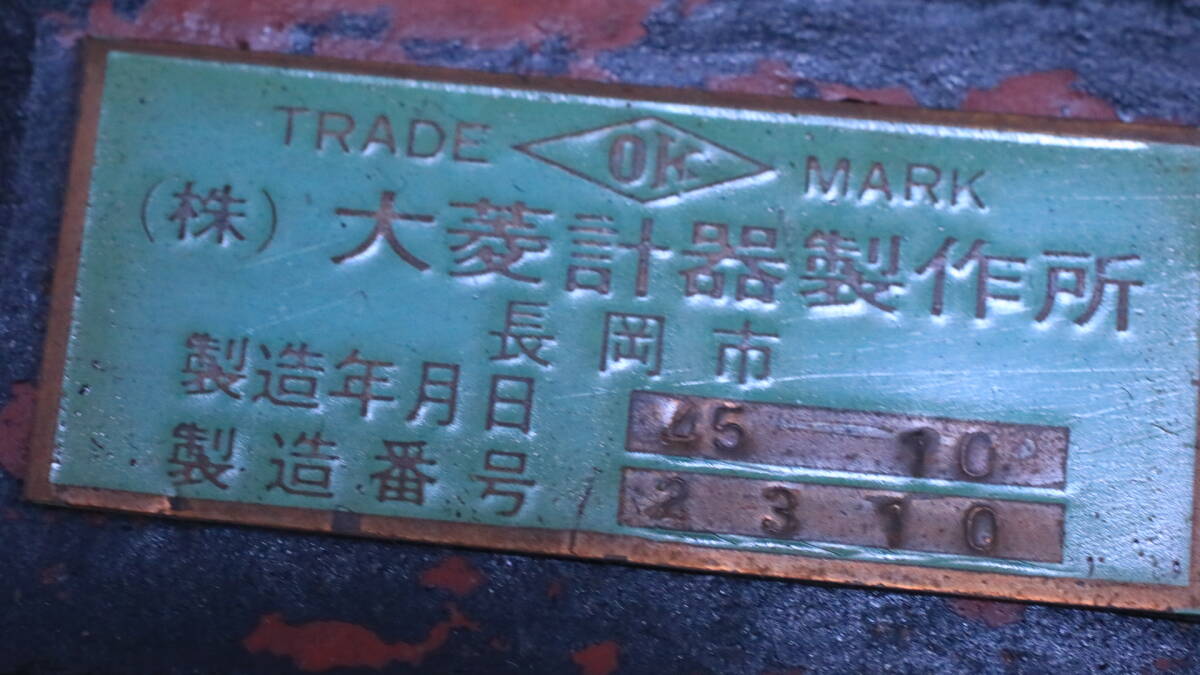 TRADE OK MARK
(株) 大菱計器製作所
長岡市
製造年月日 45 — 10
製造番号 2310